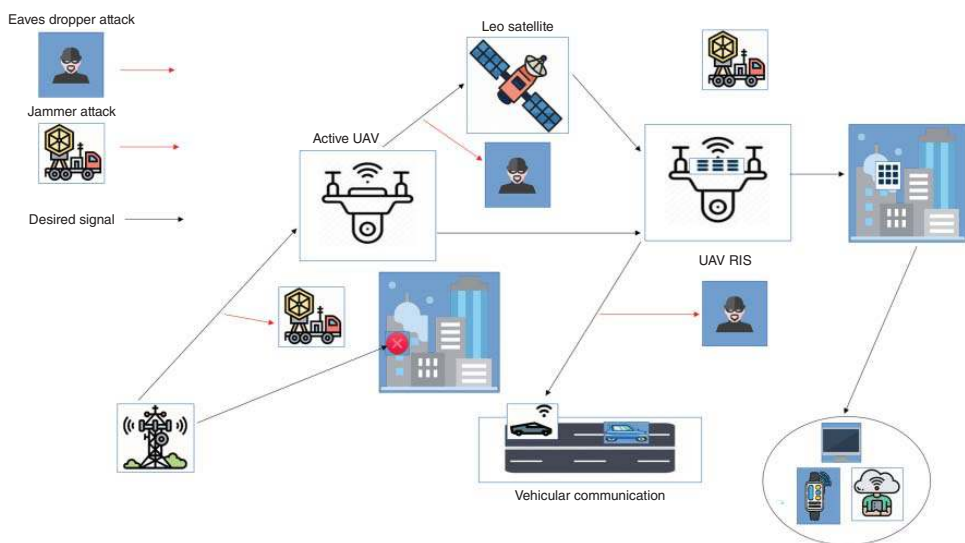 Eaves dropper attack
Leo satellite
Jammer attack
Active UAV
Desired signal
UAV RIS
Vehicular communication